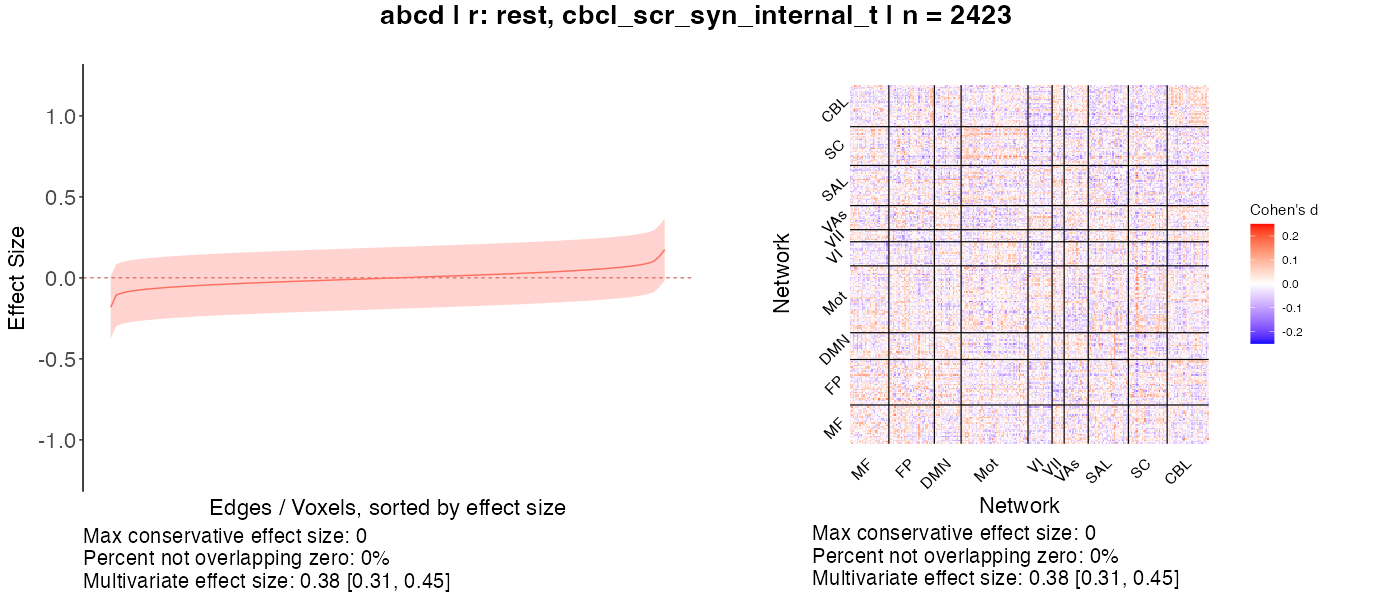 abcd | r: rest, cbcl_scr_syn_internal_t | n = 2423
Effect Size
1.0
0.5
0.0
-0.5
-1.0
Edges / Voxels, sorted by effect size
Max conservative effect size: 0
Percent not overlapping zero: 0%
Multivariate effect size: 0.38 [0.31, 0.45]
Network
CBL
SC
SAL
VAs
VII
VI
Mot
DMN
FP
MF
MF
FP
DMN
Mot
VI
VII
VAs
SAL
SC
CBL
Network
Cohen's d
0.2
0.1
0.0
-0.1
-0.2
Max conservative effect size: 0
Percent not overlapping zero: 0%
Multivariate effect size: 0.38 [0.31, 0.45]